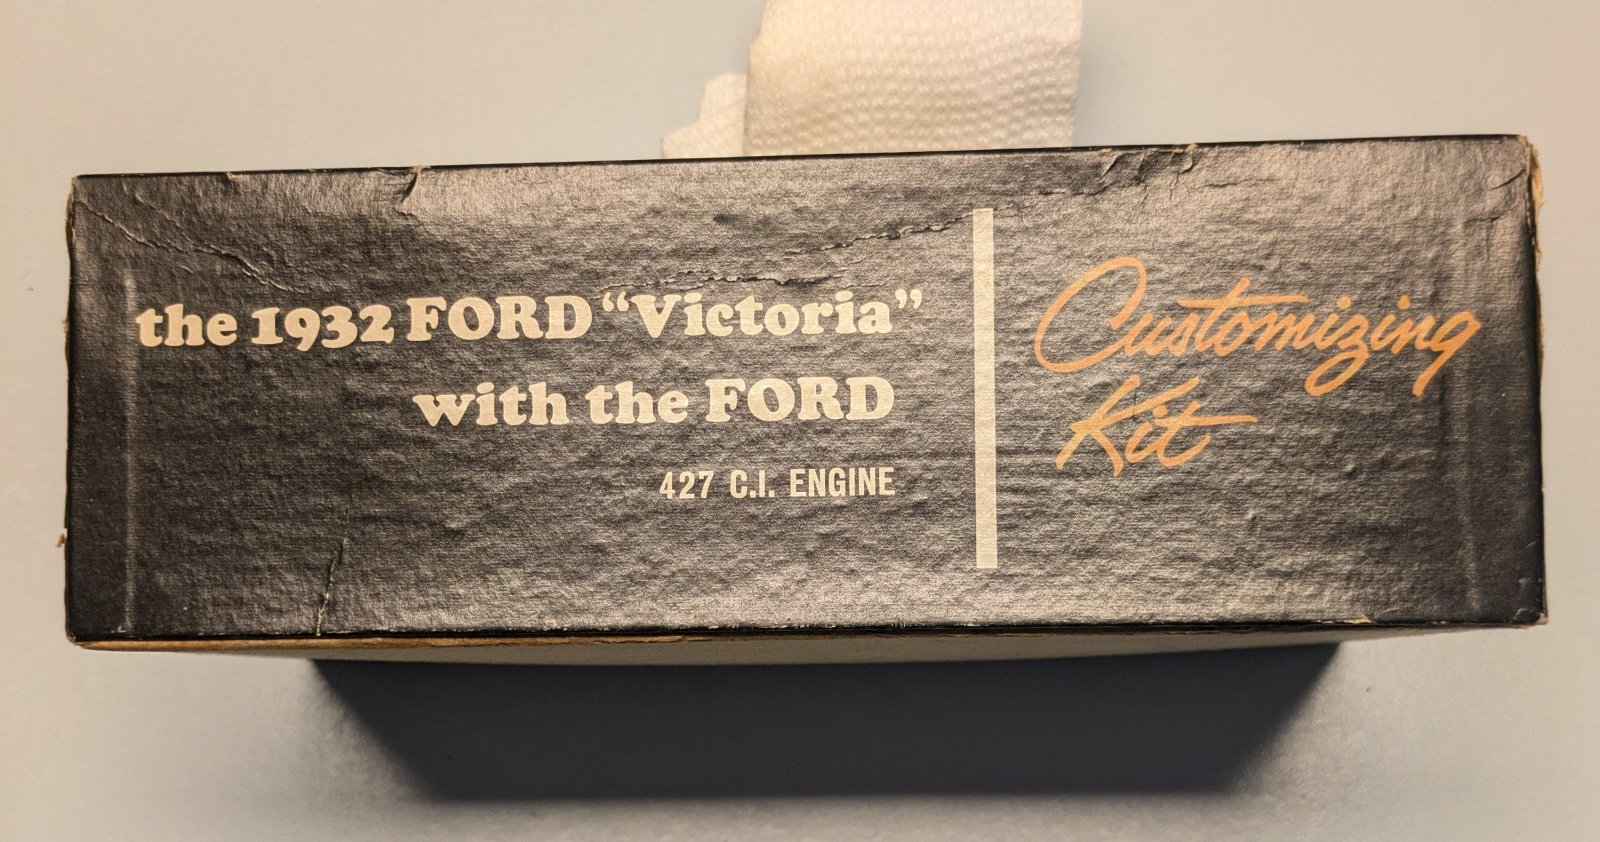 the 1932 FORD “Victoria”
with the FORD
427 C.I. ENGINE
Customizing
Kit